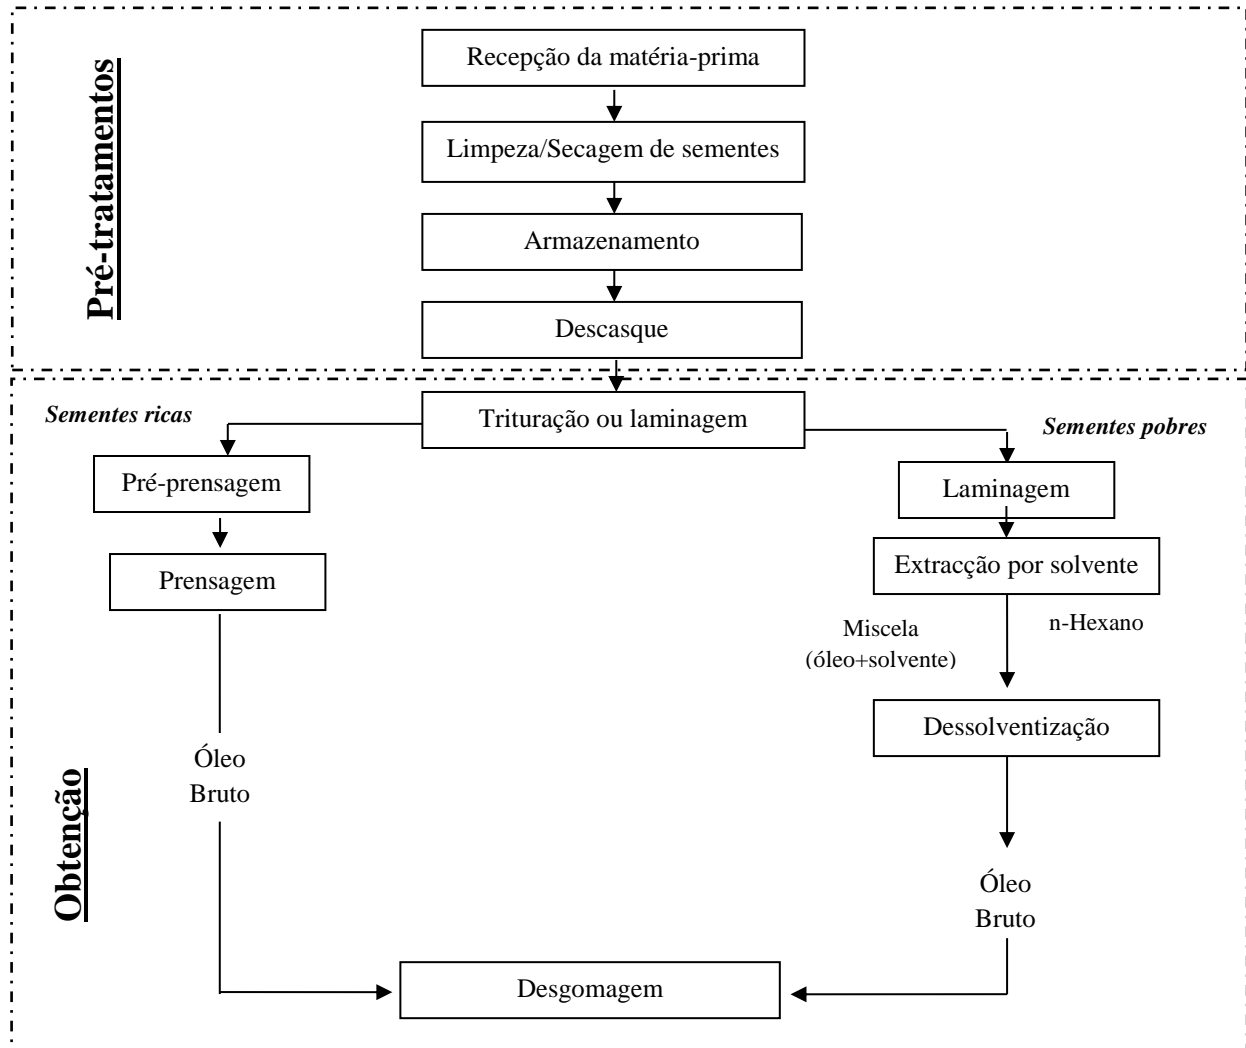 Pré-tratamentos
Recepção da matéria-prima
Limpeza/Secagem de sementes
Armazenamento
Descasque
Obtenção
Trituração ou laminagem
Sementes ricas
Sementes pobres
Pré-prensagem
Laminagem
Prensagem
Extracção por solvente
Miscela
(óleo+solvente)
n-Hexano
Dessolventização
Óleo
Bruto
Óleo
Bruto
Desgomagem